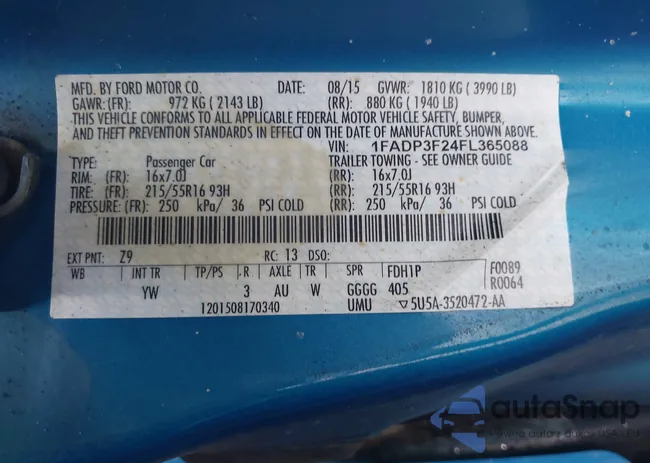 MFD. BY FORD MOTOR CO. DATE: 08/15 GVWR: 1810 KG ( 3990 LB)
GAWR: (FR) 972 KG ( 2143 LB) (RR): 880 KG ( 1940 LB)
THIS VEHICLE CONFORMS TO ALL APPLICABLE FEDERAL MOTOR VEHICLE SAFETY, BUMPER,
AND THEFT PREVENTION STANDARDS IN EFFECT ON THE DATE OF MANUFACTURE SHOWN ABOVE.
VIN: 1FADP3F24FL365088
TYPE: Passenger Car TRAILER TOWING - SEE OWNER GUIDE
RIM: (FR) 16x7.0J (RR): 16x7.0J
TIRE: (FR) 215/55R16 93H (RR): 215/55R16 93H
PRESSURE: (FR) 250 kPa/ 36 PSI COLD (RR): 250 kPa/ 36 PSI COLD
EXT PNT: Z9 RC: 13 DSO: F0089
WB INT TR TP/PS R AXLE TR SPR FDH1P R0064
YW 3 AU W GGGG 405
1201508170340 UMU ▽5U5A-3520472-AA
autoSnap